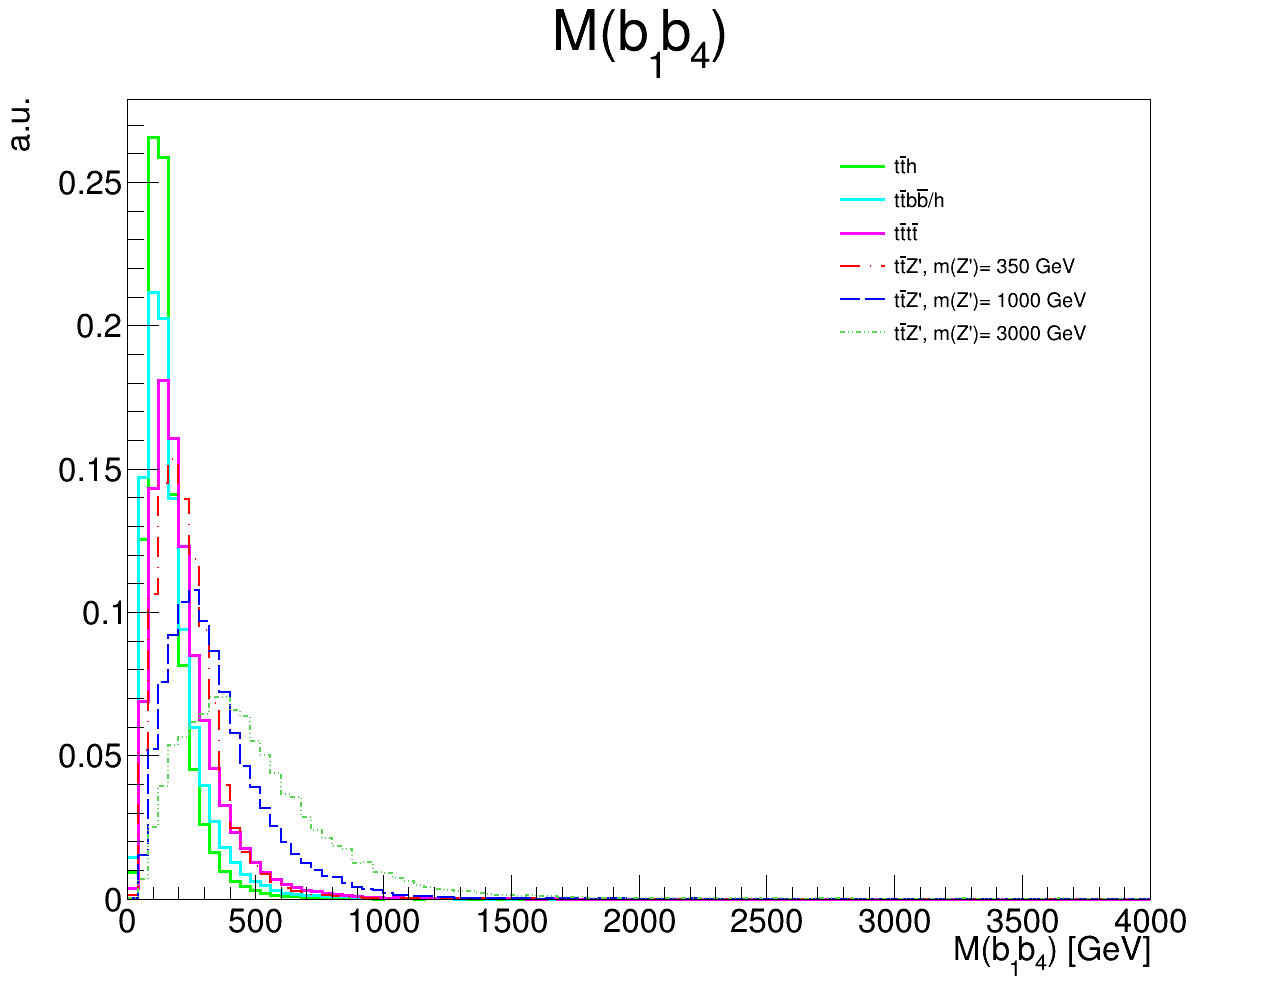 M(b₁b₄)
a.u.
0.25
0.2
0.15
0.1
0.05
0
tt̄h
tt̄bb̄/h
tt̄tt̄
tt̄Z', m(Z')= 350 GeV
tt̄Z', m(Z')= 1000 GeV
tt̄Z', m(Z')= 3000 GeV
0 500 1000 1500 2000 2500 3000 3500 4000
M(b₁b₄) [GeV]